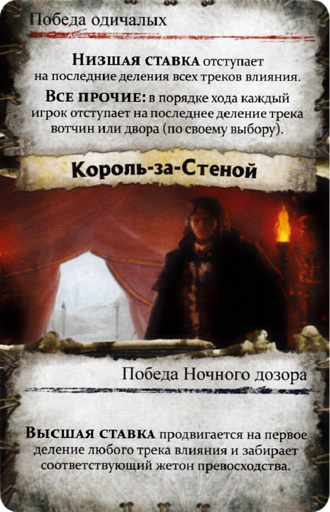 Победа одичалых
Низшая ставка отступает
на последние деления всех треков влияния.
Все прочие: в порядке хода каждый
игрок отступает на последнее деление трека
вотчин или двора (по своему выбору).
Король-за-Стеной
Победа Ночного дозора
Высшая ставка продвигается на первое
деление любого трека влияния и забирает
соответствующий жетон превосходства.